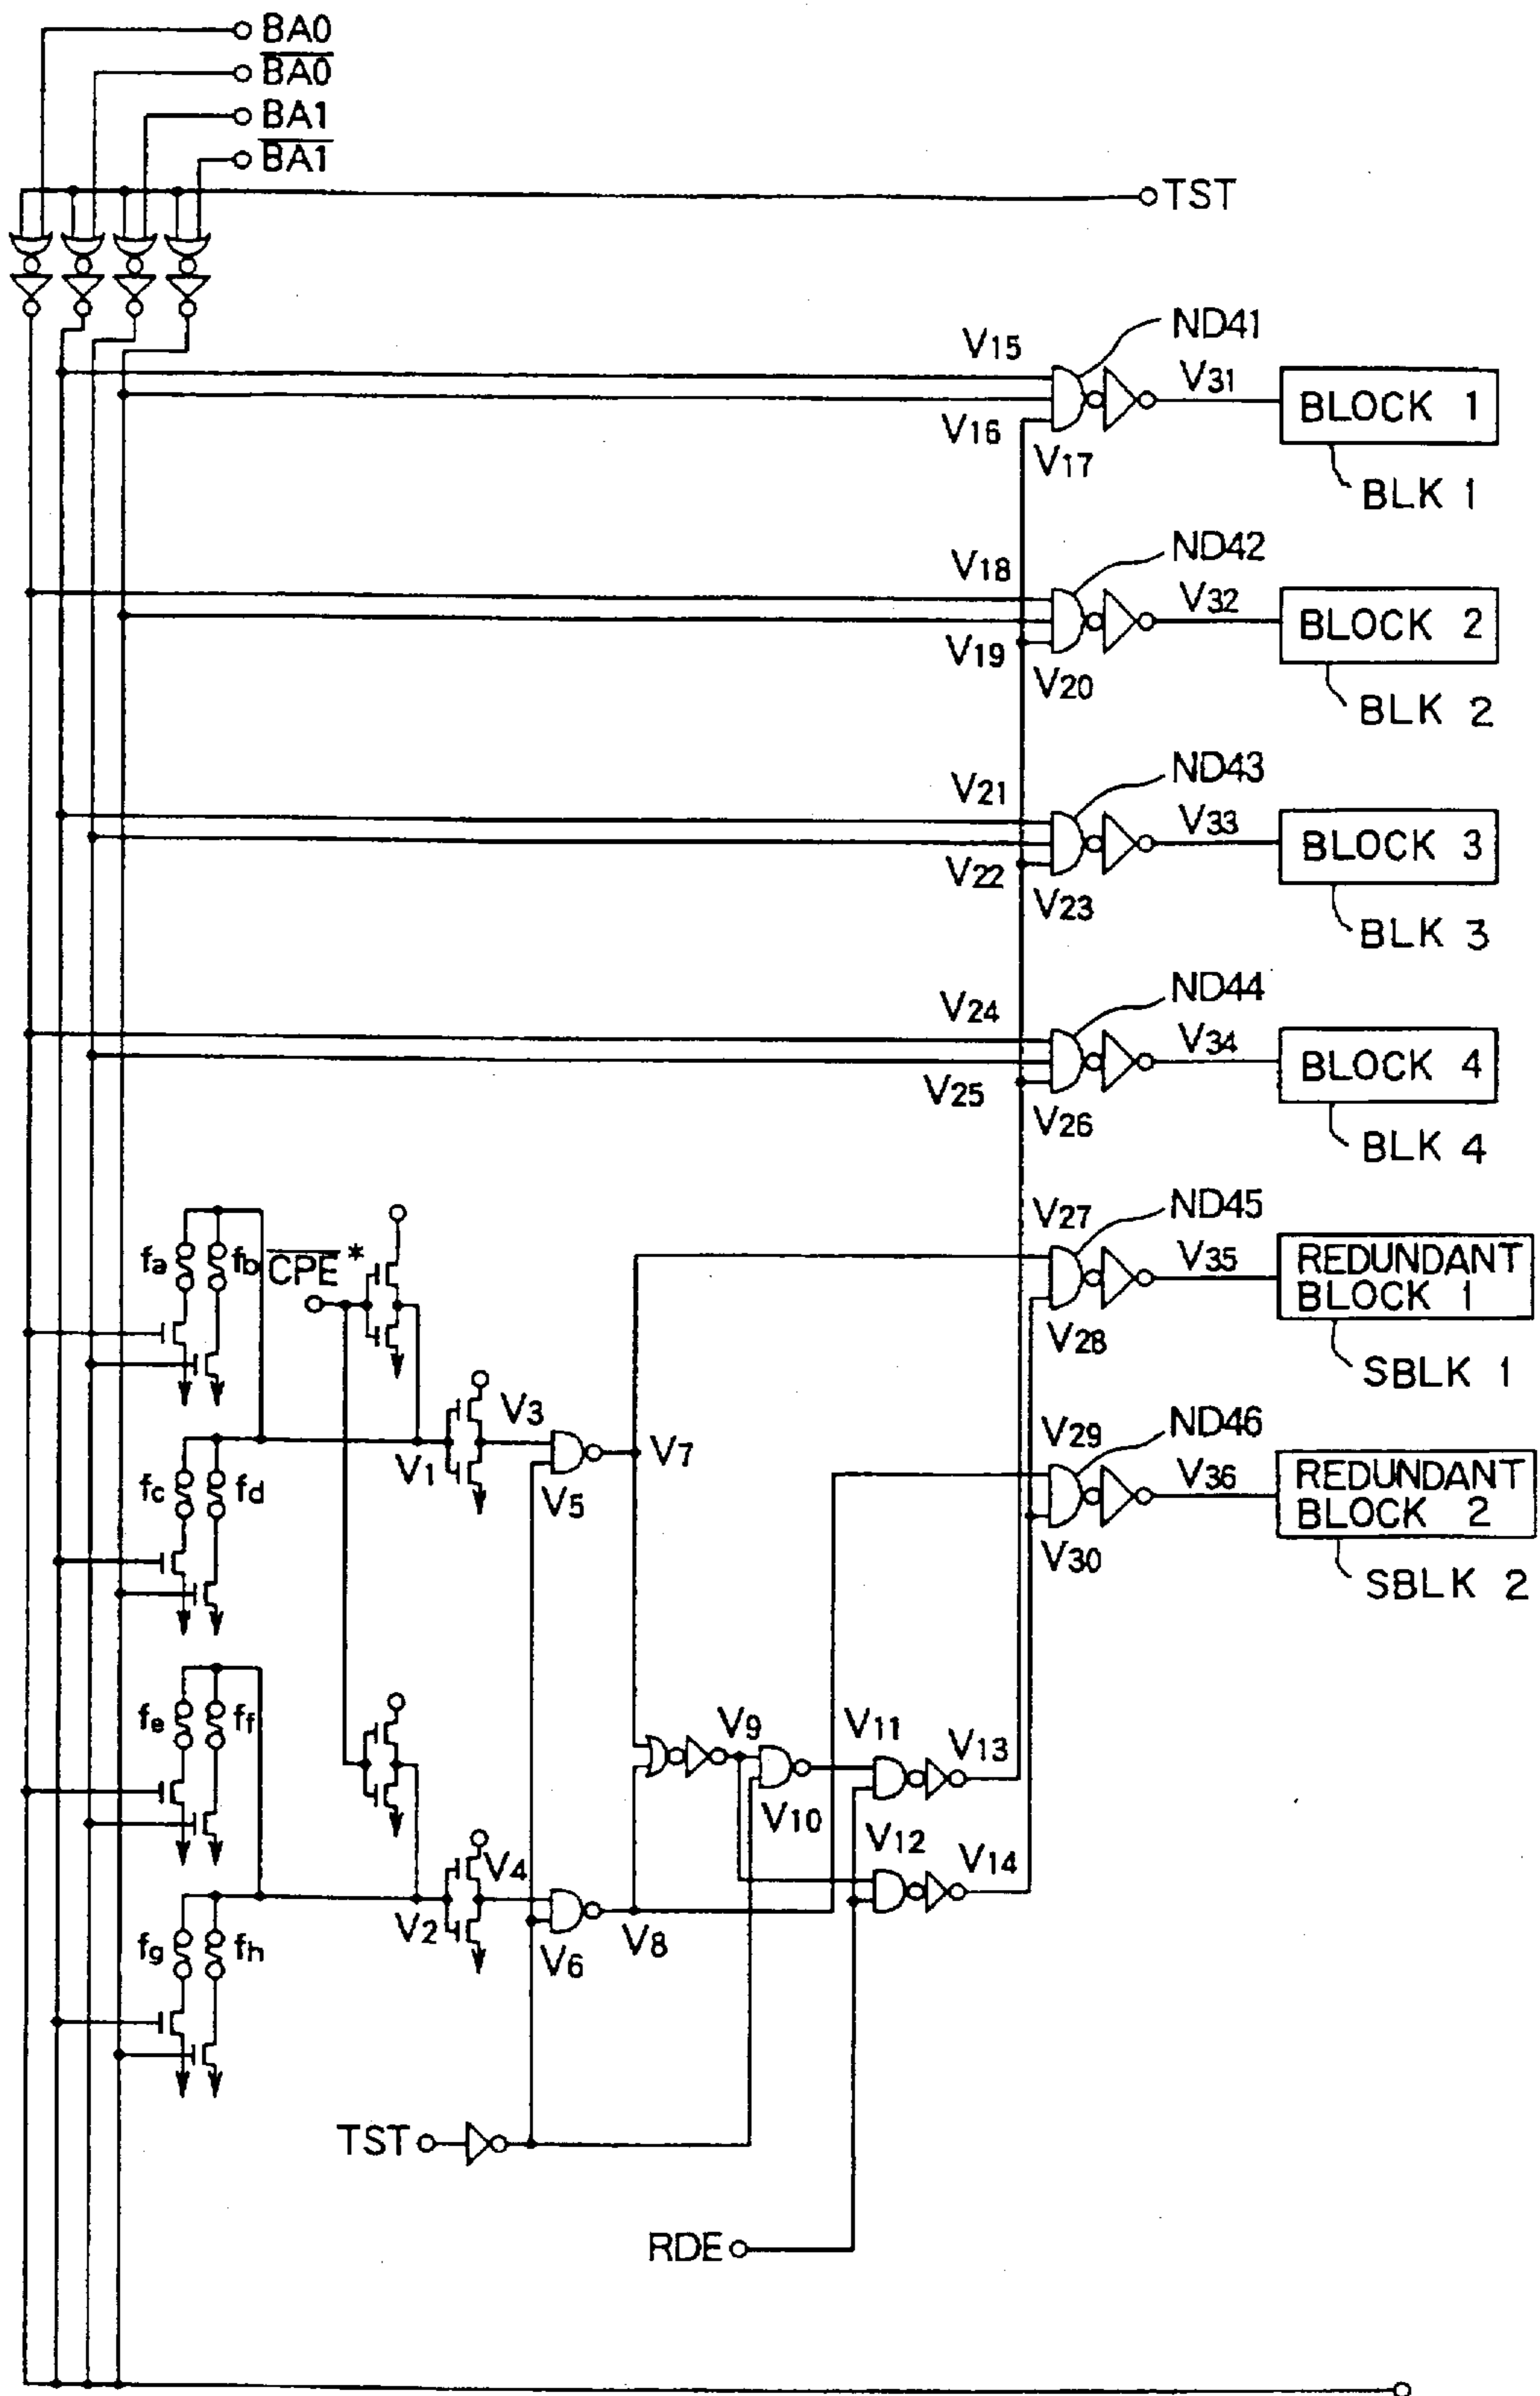 BA0
B̅A̅0̅
BA1
B̅A̅1̅
TST
ND41
V15
V31
BLOCK 1
V16
V17
BLK 1
ND42
V18
V32
BLOCK 2
V19
V20
BLK 2
ND43
V21
V33
BLOCK 3
V22
V23
BLK 3
ND44
V24
V34
BLOCK 4
V25
V26
BLK 4
ND45
V27
fa
fb
C̅P̅E̅*
V35
REDUNDANT
BLOCK 1
V28
SBLK 1
V3
ND46
V29
V1
V7
V36
REDUNDANT
BLOCK 2
fc
fd
V5
V30
SBLK 2
fe
ff
V9
V11
V13
V10
V12
V4
V14
V2
V6
V8
fg
fh
TST
RDE